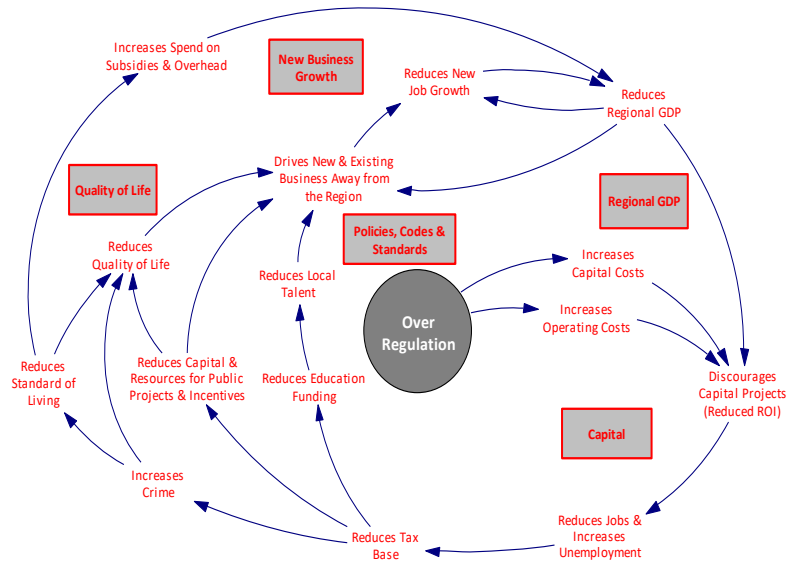 Increases Spend on
Subsidies & Overhead
New Business
Growth
Reduces New
Job Growth
Reduces
Regional GDP
Drives New & Existing
Business Away from
the Region
Quality of Life
Regional GDP
Policies, Codes &
Standards
Reduces
Quality of Life
Increases
Capital Costs
Reduces Local
Talent
Over
Regulation
Increases
Operating Costs
Reduces
Standard of
Living
Reduces Capital &
Resources for Public
Projects & Incentives
Reduces Education
Funding
Discourages
Capital Projects
(Reduced ROI)
Capital
Increases
Crime
Reduces Tax
Base
Reduces Jobs &
Increases
Unemployment